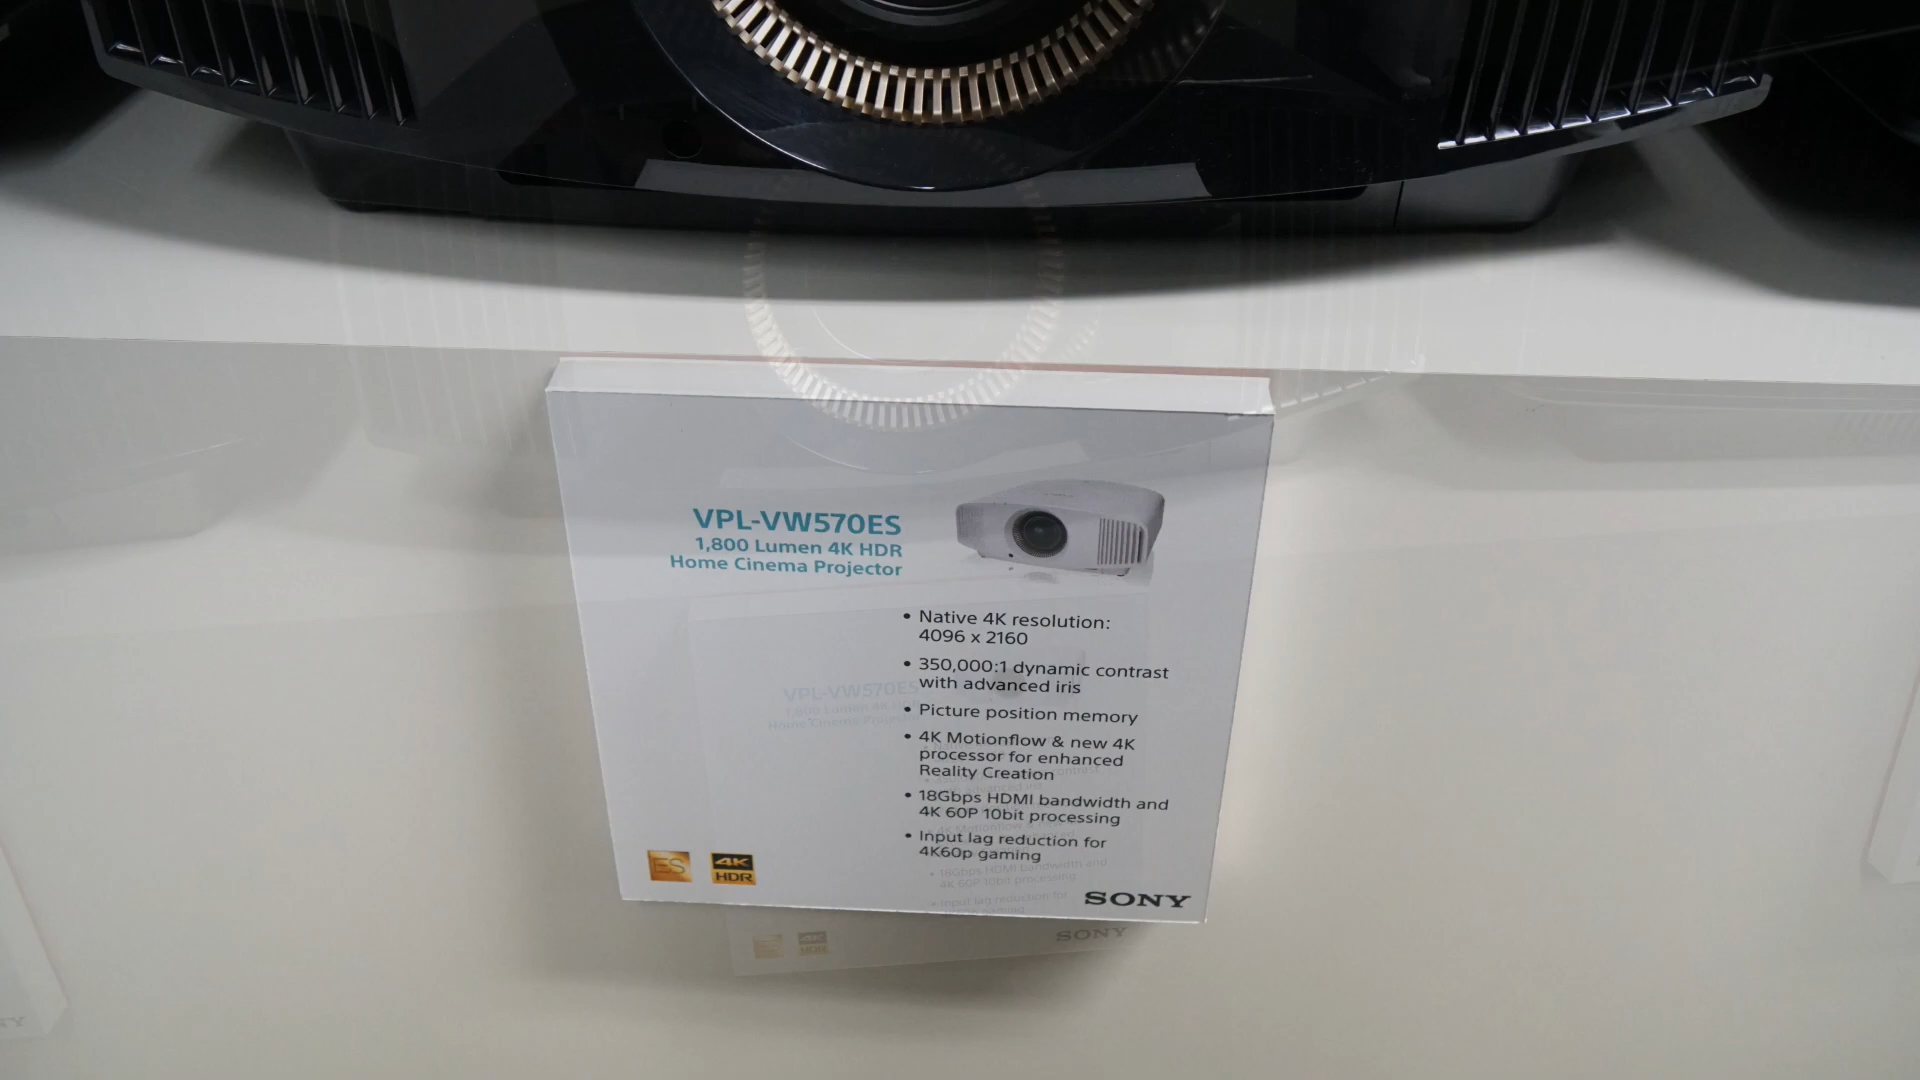 VPL-VW570ES
1,800 Lumen 4K HDR
Home Cinema Projector
• Native 4K resolution:
4096 x 2160
• 350,000:1 dynamic contrast
with advanced iris
• Picture position memory
• 4K Motionflow & new 4K
processor for enhanced
Reality Creation
• 18Gbps HDMI bandwidth and
4K 60P 10bit processing
• Input lag reduction for
4K60p gaming
ES
4K
HDR
SONY